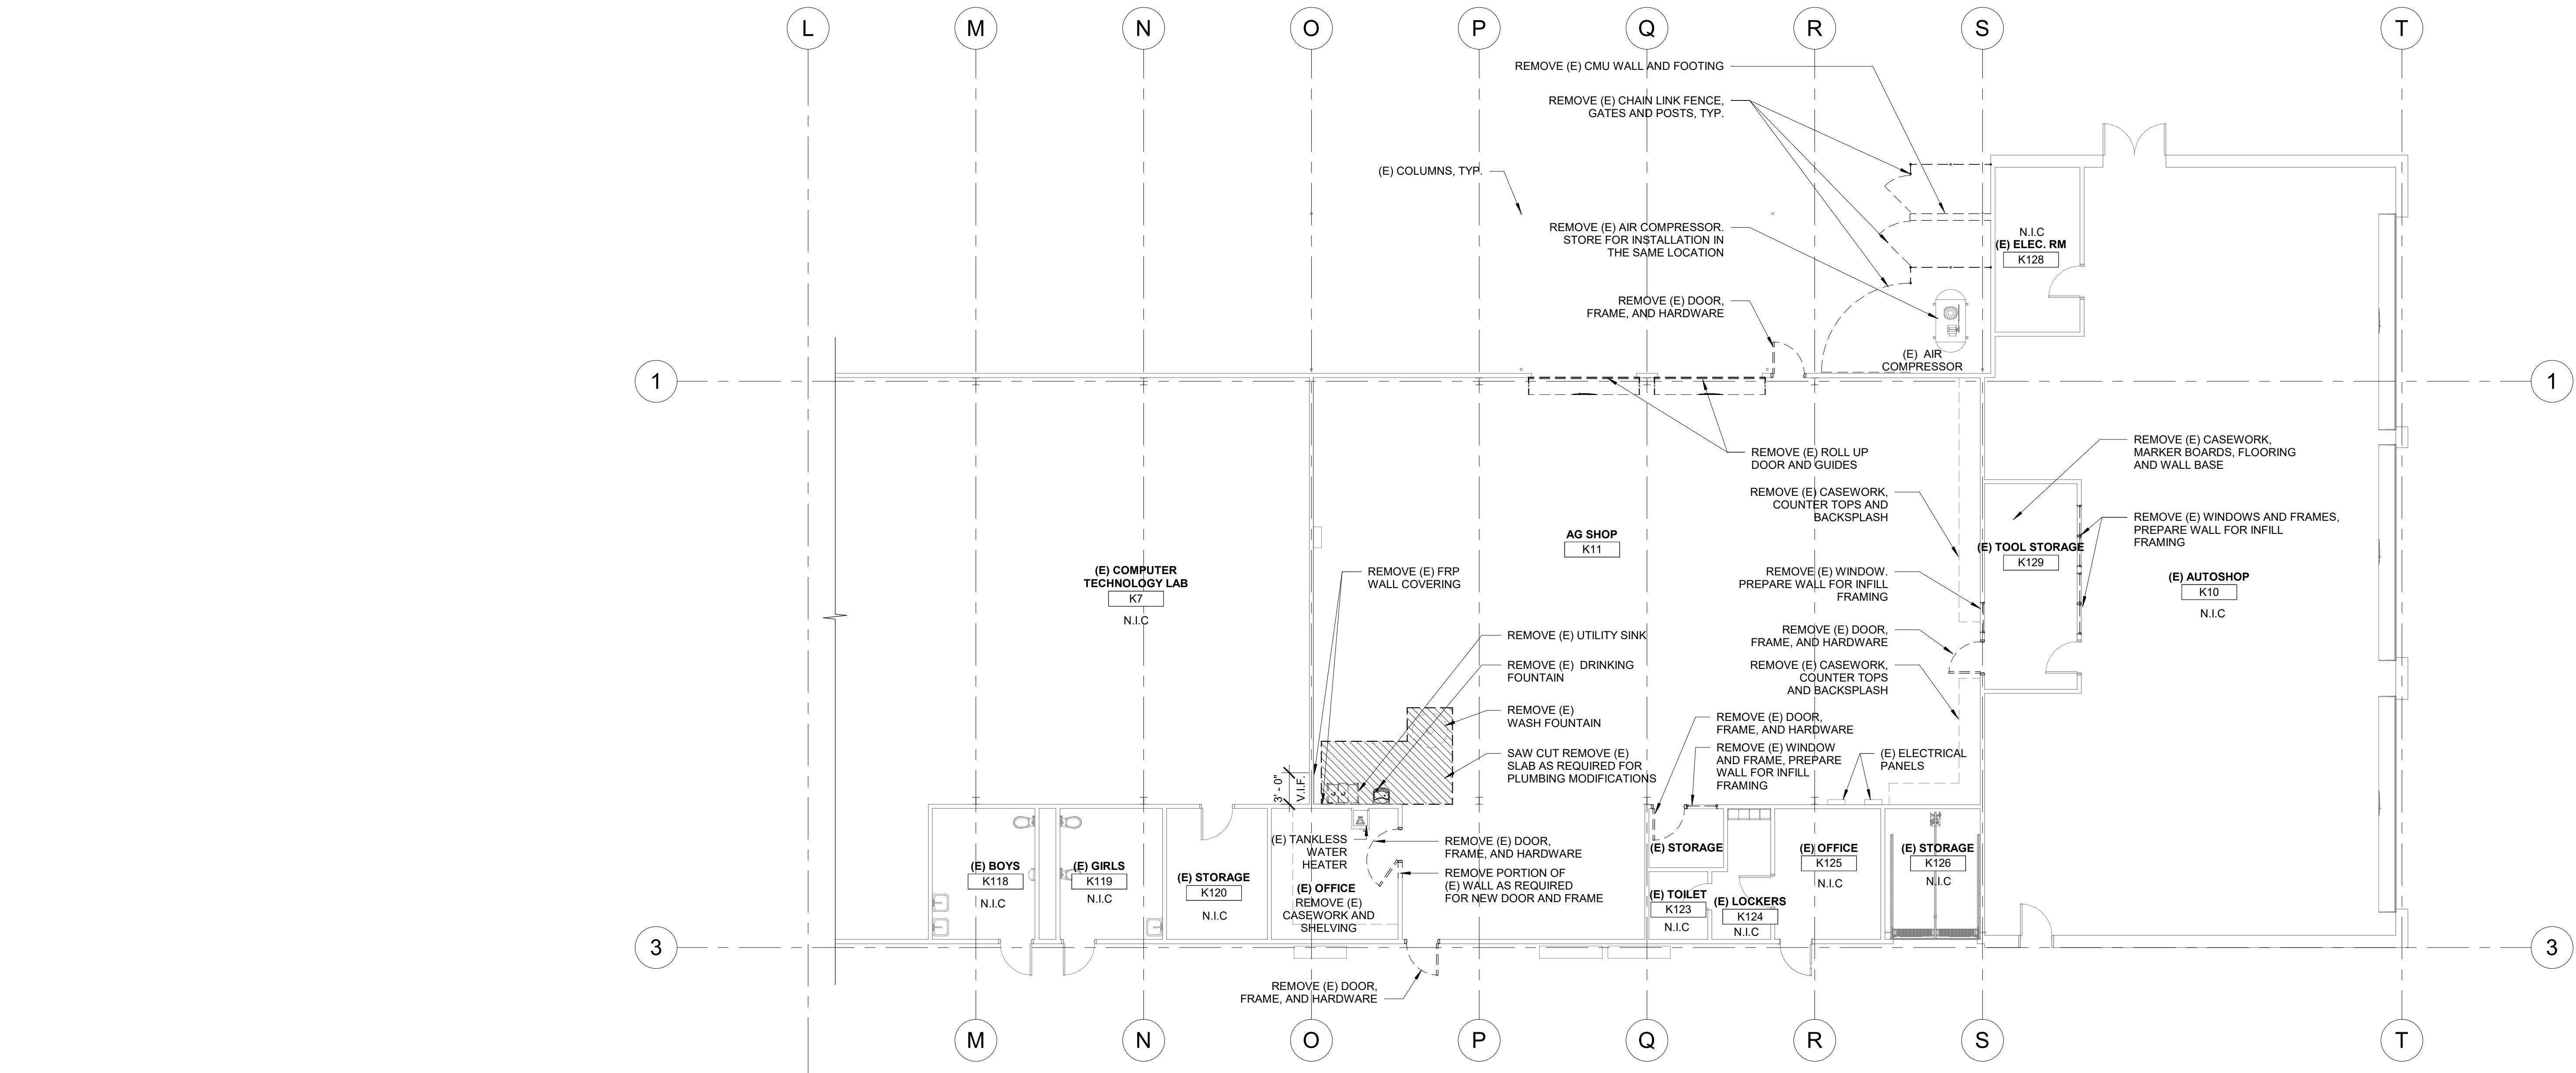 L
M
N
O
P
Q
R
S
T
REMOVE (E) CMU WALL AND FOOTING
REMOVE (E) CHAIN LINK FENCE,
GATES AND POSTS, TYP.
(E) COLUMNS, TYP.
REMOVE (E) AIR COMPRESSOR.
STORE FOR INSTALLATION IN
THE SAME LOCATION
N.I.C
(E) ELEC. RM
K128
REMOVE (E) DOOR,
FRAME, AND HARDWARE
(E) AIR
COMPRESSOR
1
1
REMOVE (E) ROLL UP
DOOR AND GUIDES
REMOVE (E) CASEWORK,
MARKER BOARDS, FLOORING
AND WALL BASE
REMOVE (E) CASEWORK,
COUNTER TOPS AND
BACKSPLASH
REMOVE (E) WINDOWS AND FRAMES,
PREPARE WALL FOR INFILL
FRAMING
AG SHOP
K11
(E) TOOL STORAGE
K129
(E) COMPUTER
TECHNOLOGY LAB
K7
N.I.C
REMOVE (E) FRP
WALL COVERING
REMOVE (E) WINDOW.
PREPARE WALL FOR INFILL
FRAMING
(E) AUTOSHOP
K10
N.I.C
REMOVE (E) UTILITY SINK
REMOVE (E) DOOR,
FRAME, AND HARDWARE
REMOVE (E) DRINKING
FOUNTAIN
REMOVE (E) CASEWORK,
COUNTER TOPS
AND BACKSPLASH
REMOVE (E)
WASH FOUNTAIN
REMOVE (E) DOOR,
FRAME, AND HARDWARE
SAW CUT REMOVE (E)
SLAB AS REQUIRED FOR
PLUMBING MODIFICATIONS
REMOVE (E) WINDOW
AND FRAME, PREPARE
WALL FOR INFILL
FRAMING
(E) ELECTRICAL
PANELS
3' - 0"
V.I.F.
(E) TANKLESS
WATER
HEATER
REMOVE (E) DOOR,
FRAME, AND HARDWARE
REMOVE PORTION OF
(E) WALL AS REQUIRED
FOR NEW DOOR AND FRAME
(E) BOYS
K118
N.I.C
(E) GIRLS
K119
N.I.C
(E) STORAGE
K120
N.I.C
(E) OFFICE
REMOVE (E)
CASEWORK AND
SHELVING
(E) STORAGE
(E) TOILET
K123
N.I.C
(E) LOCKERS
K124
N.I.C
(E) OFFICE
K125
N.I.C
(E) STORAGE
K126
N.I.C
3
3
REMOVE (E) DOOR,
FRAME, AND HARDWARE
M
N
O
P
Q
R
S
T